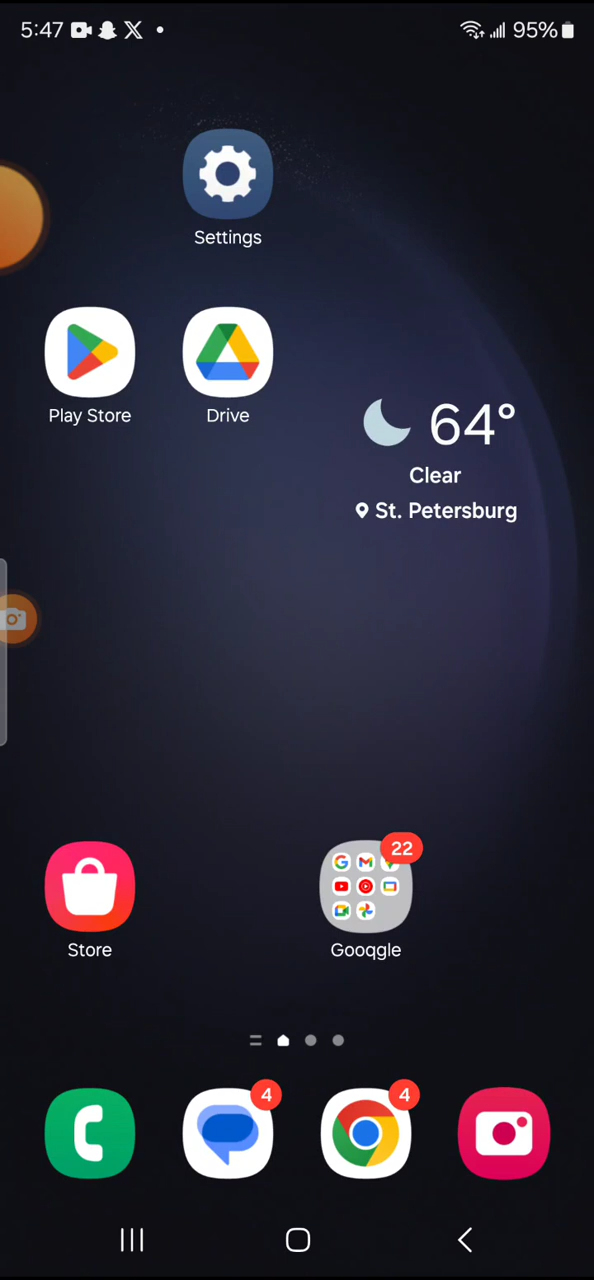 5:47 95%
Settings
Play Store Drive
64°
Clear
St. Petersburg
22
Store Gooqgle
4 4